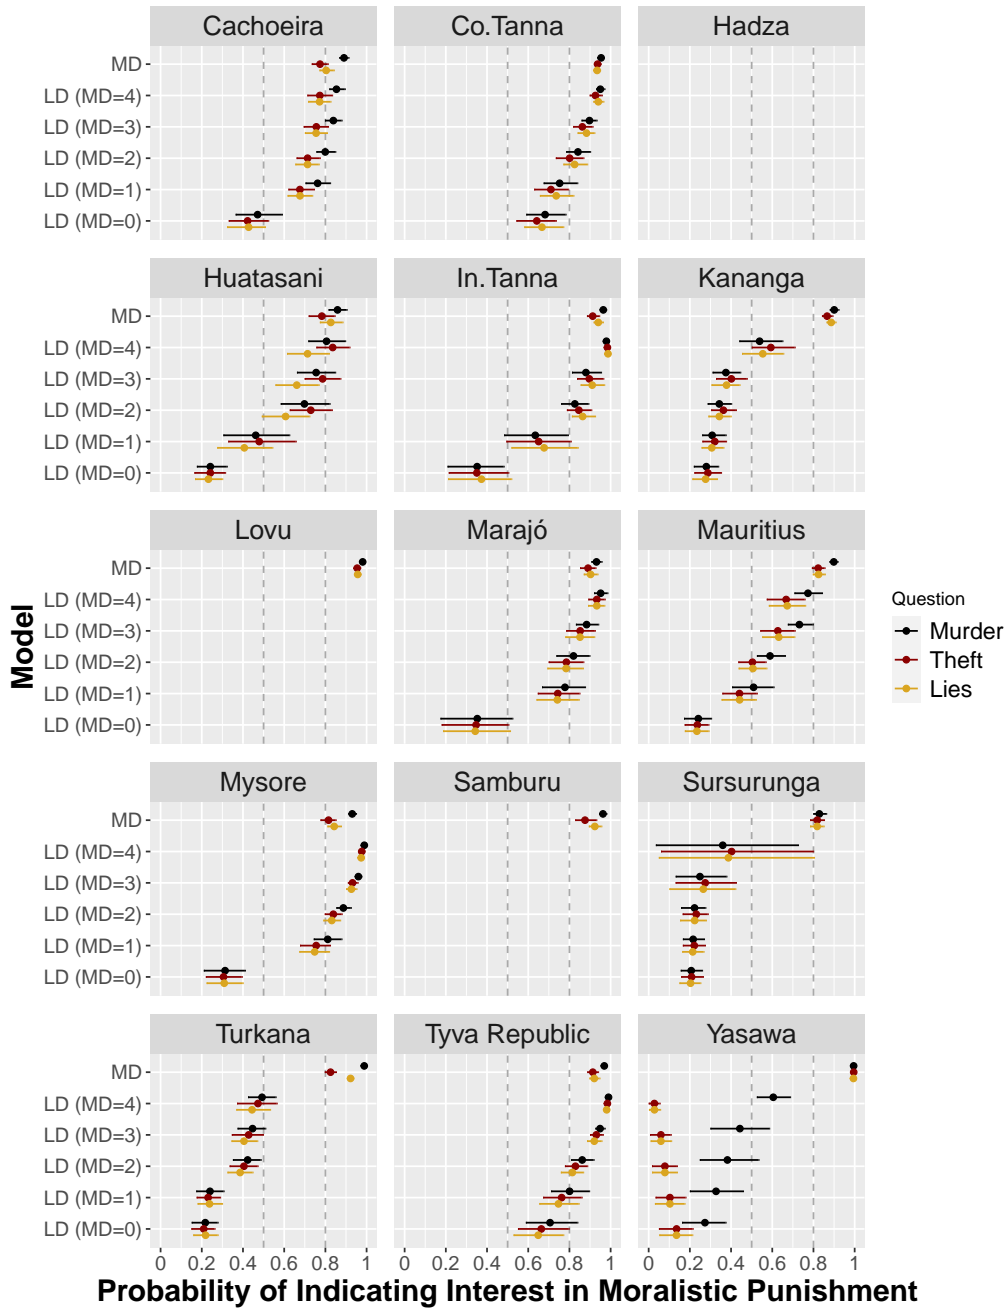 Cachoeira Co.Tanna Hadza
MD
LD (MD=4)
LD (MD=3)
LD (MD=2)
LD (MD=1)
LD (MD=0)
Huatasani In.Tanna Kananga
MD
LD (MD=4)
LD (MD=3)
LD (MD=2)
LD (MD=1)
LD (MD=0)
Lovu Marajó Mauritius
MD
LD (MD=4)
LD (MD=3)
LD (MD=2)
LD (MD=1)
LD (MD=0)
Mysore Samburu Sursurunga
MD
LD (MD=4)
LD (MD=3)
LD (MD=2)
LD (MD=1)
LD (MD=0)
Turkana Tyva Republic Yasawa
MD
LD (MD=4)
LD (MD=3)
LD (MD=2)
LD (MD=1)
LD (MD=0)
0 0.2 0.4 0.6 0.8 1 0 0.2 0.4 0.6 0.8 1 0 0.2 0.4 0.6 0.8 1
Probability of Indicating Interest in Moralistic Punishment
Model
Question
Murder
Theft
Lies